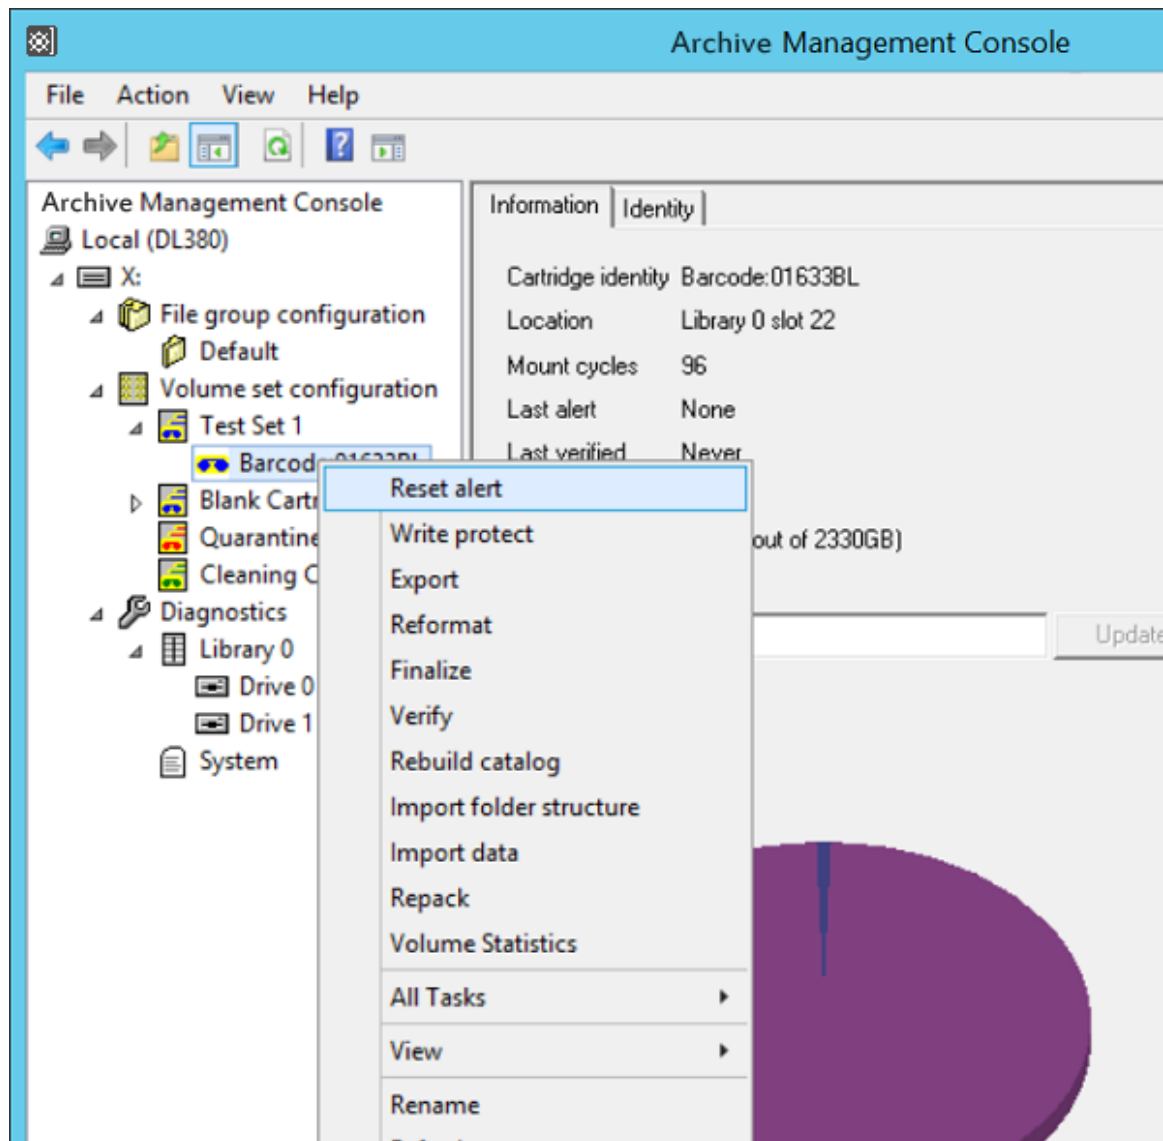 Archive Management Console
File Action View Help
Archive Management Console
Local (DL380)
X:
File group configuration
Default
Volume set configuration
Test Set 1
Blank
Quarantine
Cleaning
Diagnostics
Library 0
Drive 0
Drive 1
System
Information Identity
Cartridge identity Barcode:01633BL
Location Library 0 slot 22
Mount cycles 96
Last alert None
Last verified Never
out of 2330GB)
Reset alert
Write protect
Export
Reformat
Finalize
Verify
Rebuild catalog
Import folder structure
Import data
Repack
Volume Statistics
All Tasks
View
Rename
Update